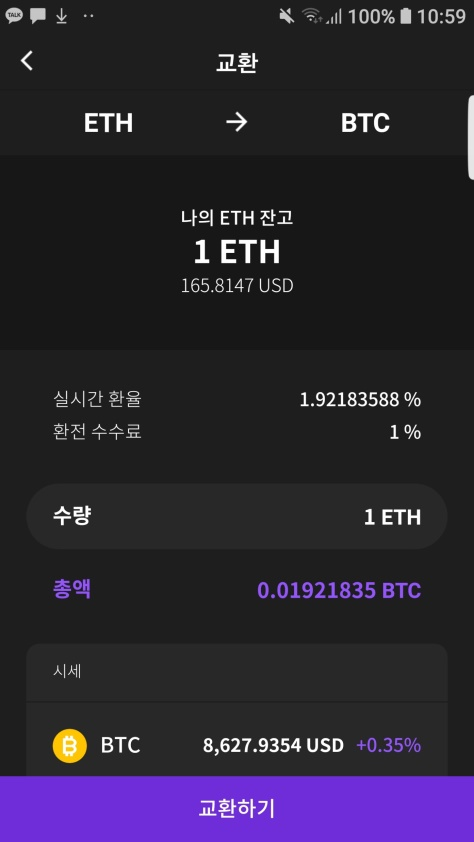 TALK
100% 10:59
교환
ETH → BTC
나의 ETH 잔고
1 ETH
165.8147 USD
실시간 환율 1.92183588 %
환전 수수료 1 %
수량 1 ETH
총액 0.01921835 BTC
시세
BTC 8,627.9354 USD +0.35%
교환하기